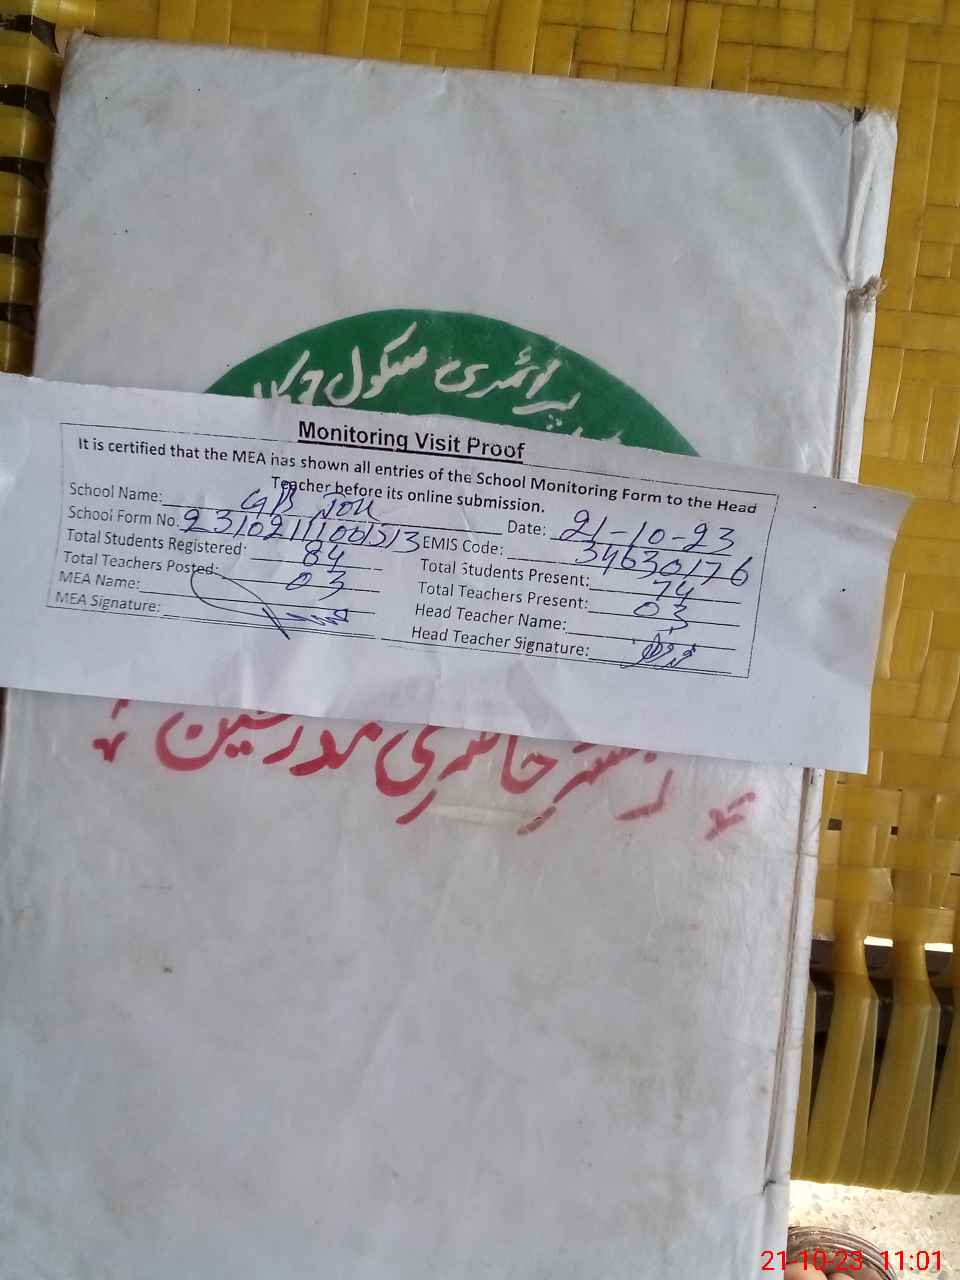 پرائمری سکول
Monitoring Visit Proof
It is certified that the MEA has shown all entries of the School Monitoring Form to the Head
Teacher before its online submission.
School Name: GB Jok
Date: 21-10-23
School Form No. 23102111001513
EMIS Code: 34630176
Total Students Registered: 84
Total Students Present: 74
Total Teachers Posted: 03
Total Teachers Present: 03
MEA Name:
Head Teacher Name:
MEA Signature:
Head Teacher Signature:
رجسٹر حاضری مدرسین
21-10-23 11:01